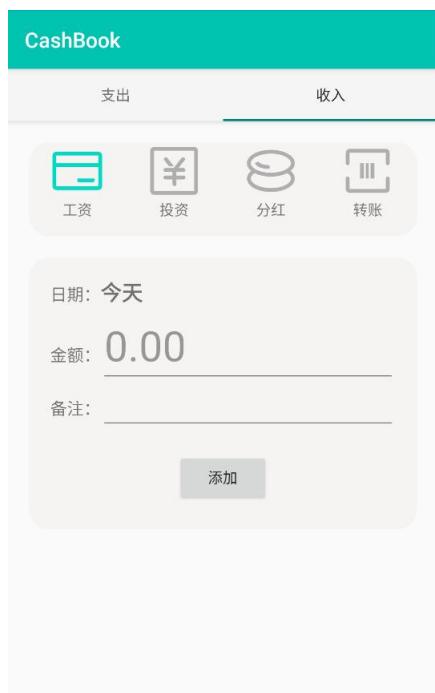 CashBook
支出 收入
工资 投资 分红 转账
日期：今天
金额：0.00
备注：
添加